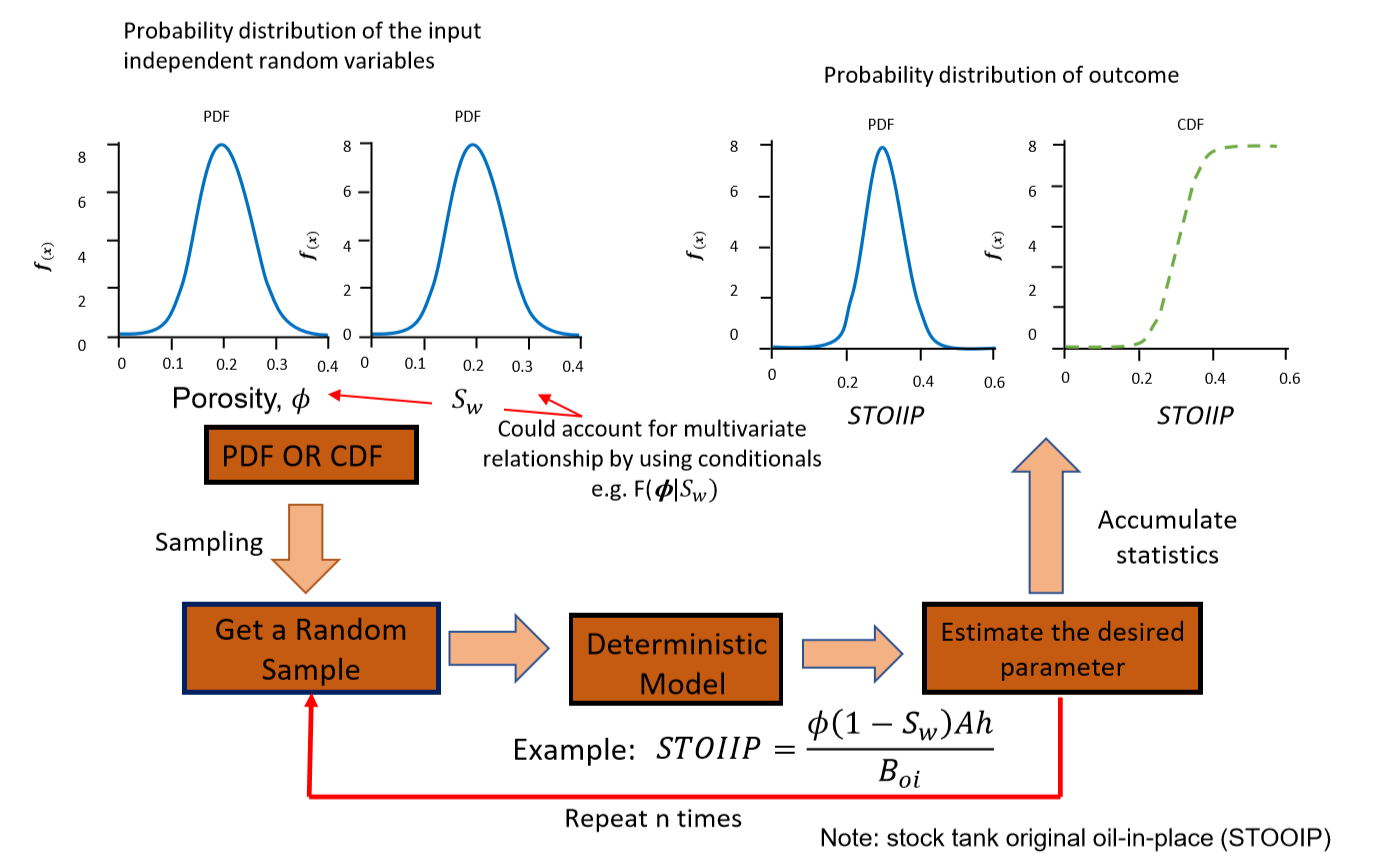 Probability distribution of the input
independent random variables
Probability distribution of outcome
PDF
8
6
4
2
0
f(x)
0 0.1 0.2 0.3 0.4
Porosity, ϕ
PDF
8
6
4
2
0
f(x)
0 0.1 0.2 0.3 0.4
Sw
PDF
8
6
4
2
0
f(x)
0 0.2 0.4 0.6
STOIIP
CDF
8
6
4
2
0
f(x)
0 0.2 0.4 0.6
STOIIP
Could account for multivariate
relationship by using conditionals
e.g. F(ϕ|Sw)
PDF OR CDF
Sampling
Accumulate
statistics
Get a Random
Sample
Deterministic
Model
Estimate the desired
parameter
Example: STOIIP = ϕ(1 − Sw)Ah / Boi
Repeat n times
Note: stock tank original oil-in-place (STOOIP)